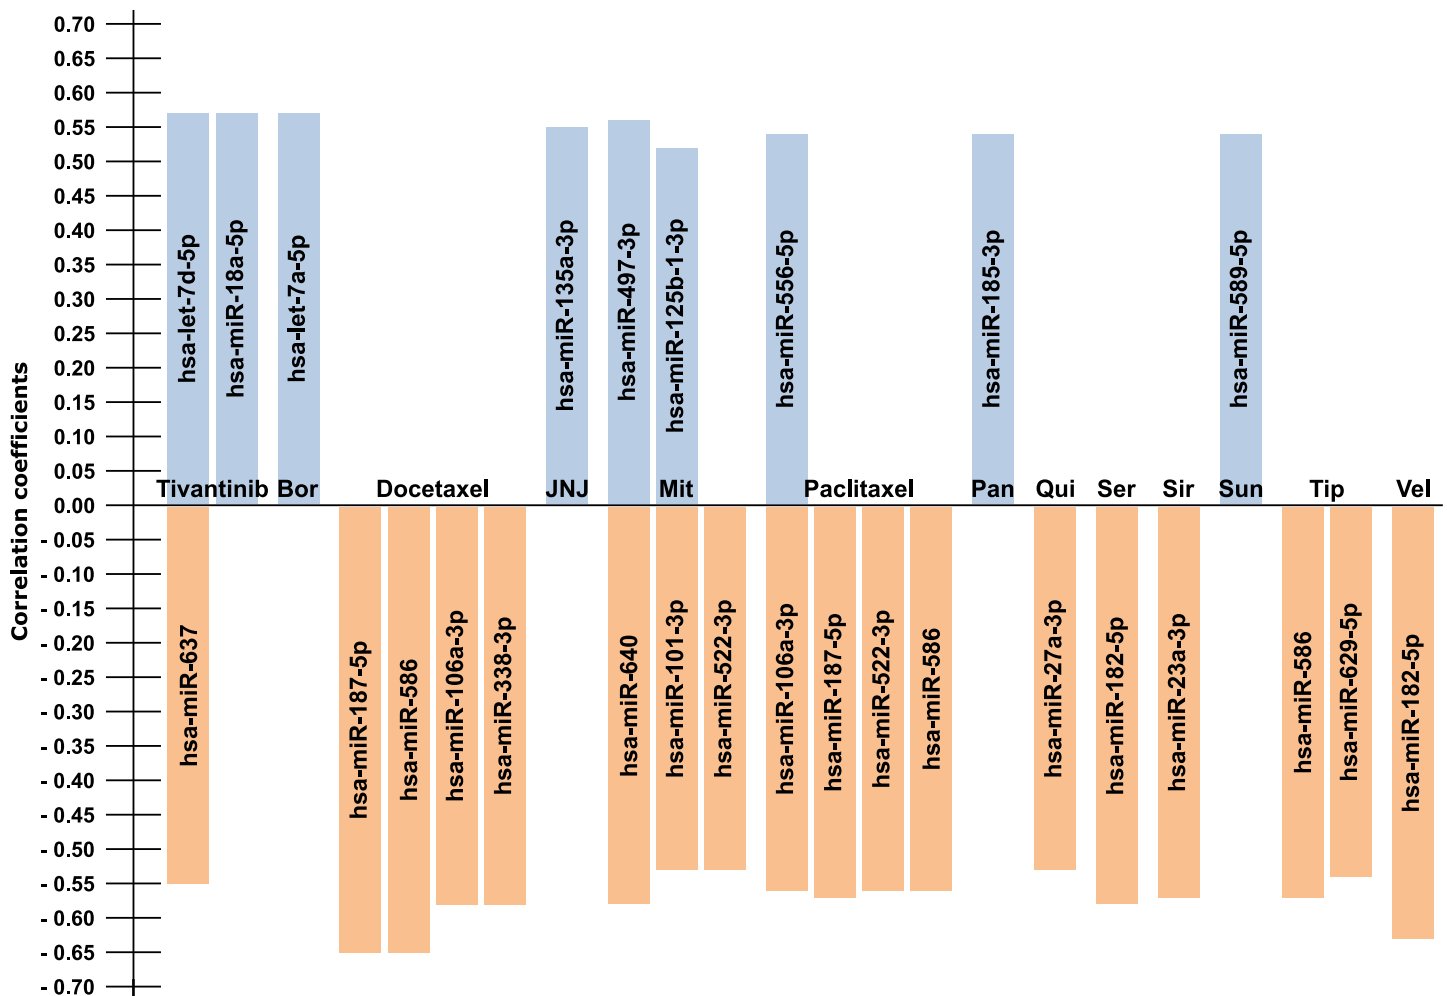 0.70
0.65
0.60
0.55
0.50
0.45
0.40
0.35
0.30
0.25
0.20
0.15
0.10
0.05
0.00
- 0.05
- 0.10
- 0.15
- 0.20
- 0.25
- 0.30
- 0.35
- 0.40
- 0.45
- 0.50
- 0.55
- 0.60
- 0.65
- 0.70
Correlation coefficients
hsa-let-7d-5p
hsa-miR-18a-5p
hsa-let-7a-5p
hsa-miR-135a-3p
hsa-miR-497-3p
hsa-miR-125b-1-3p
hsa-miR-556-5p
hsa-miR-185-3p
hsa-miR-589-5p
Tivantinib Bor Docetaxel JNJ Mit Paclitaxel Pan Qui Ser Sir Sun Tip Vel
hsa-miR-637
hsa-miR-187-5p
hsa-miR-586
hsa-miR-106a-3p
hsa-miR-338-3p
hsa-miR-640
hsa-miR-101-3p
hsa-miR-522-3p
hsa-miR-106a-3p
hsa-miR-187-5p
hsa-miR-522-3p
hsa-miR-586
hsa-miR-27a-3p
hsa-miR-182-5p
hsa-miR-23a-3p
hsa-miR-586
hsa-miR-629-5p
hsa-miR-182-5p